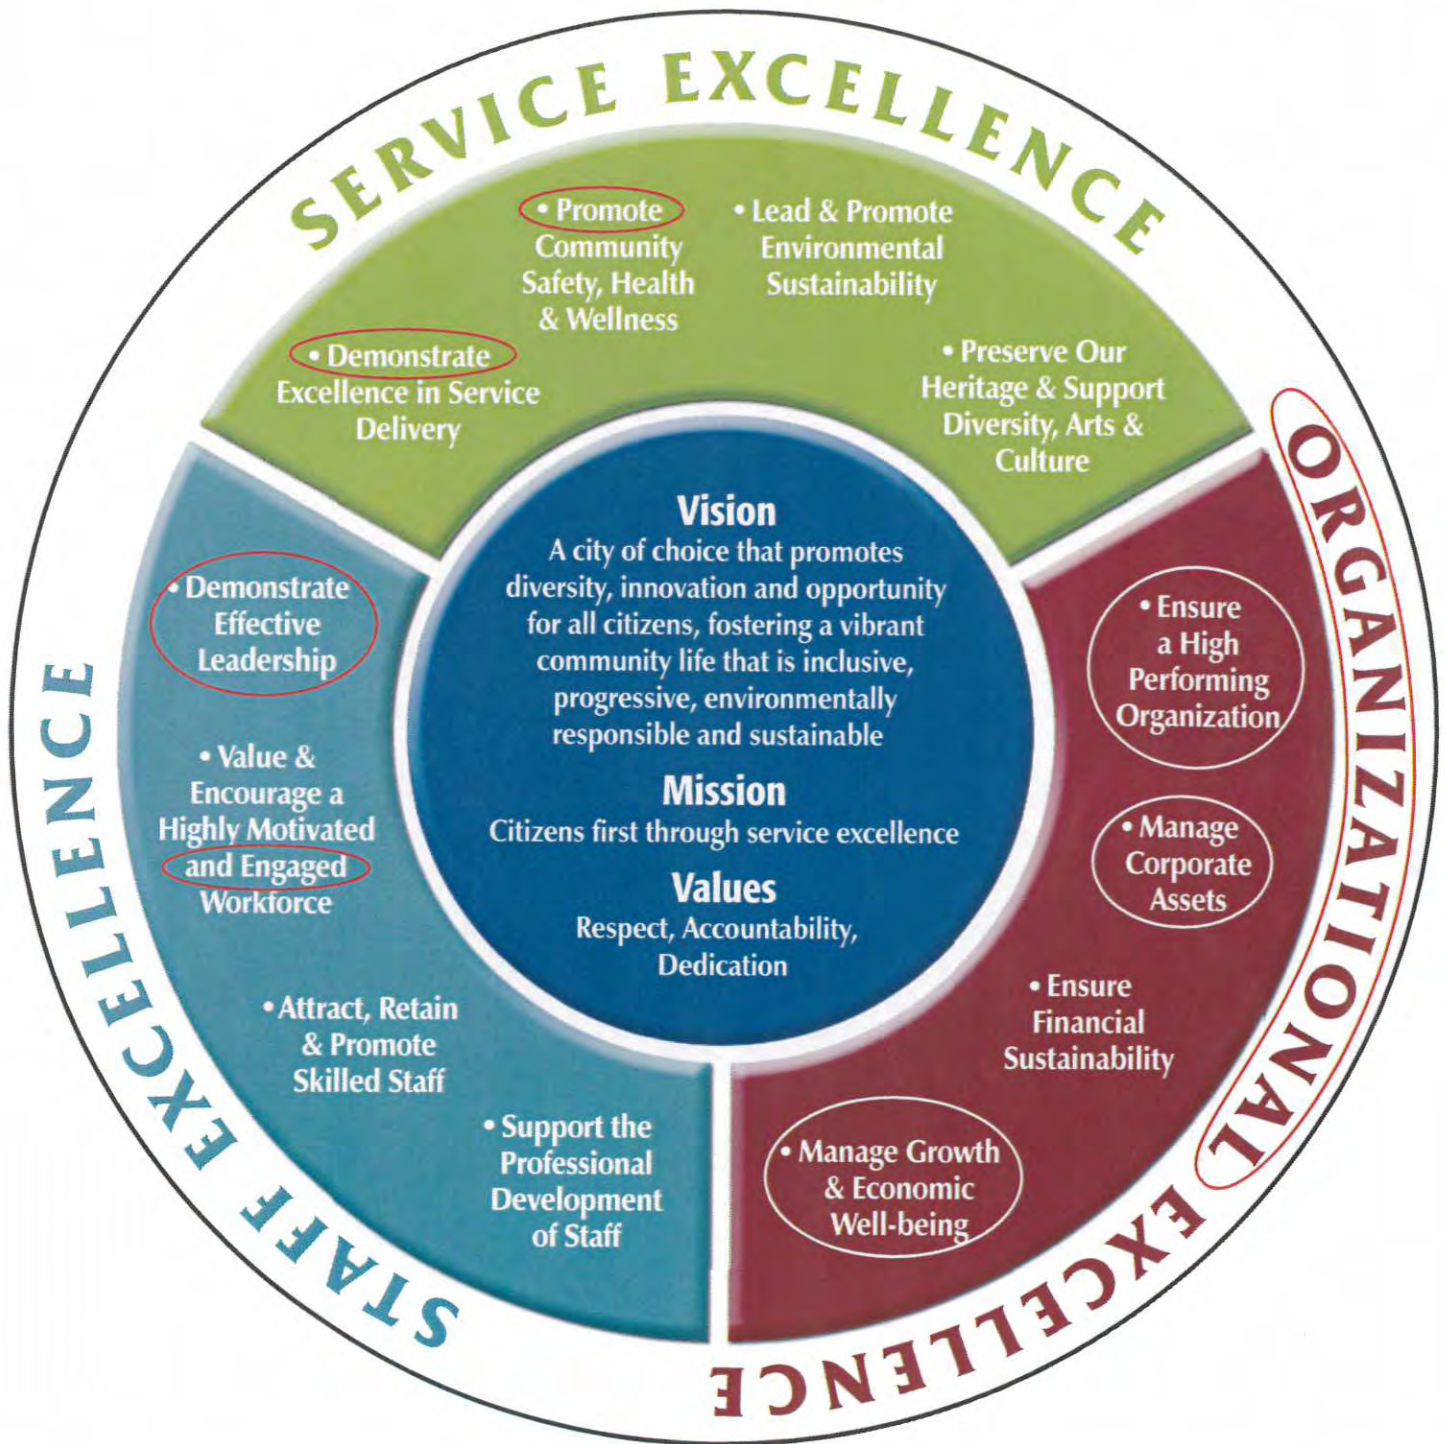 SERVICE EXCELLENCE
• Promote
Community
Safety, Health
& Wellness
• Lead & Promote
Environmental
Sustainability
• Demonstrate
Excellence in Service
Delivery
• Preserve Our
Heritage & Support
Diversity, Arts &
Culture
ORGANIZATIONAL EXCELLENCE
• Ensure
a High
Performing
Organization
• Manage
Corporate
Assets
• Ensure
Financial
Sustainability
• Manage Growth
& Economic
Well-being
STAFF EXCELLENCE
• Demonstrate
Effective
Leadership
• Value &
Encourage a
Highly Motivated
and Engaged
Workforce
• Attract, Retain
& Promote
Skilled Staff
• Support the
Professional
Development
of Staff
Vision
A city of choice that promotes
diversity, innovation and opportunity
for all citizens, fostering a vibrant
community life that is inclusive,
progressive, environmentally
responsible and sustainable
Mission
Citizens first through service excellence
Values
Respect, Accountability,
Dedication